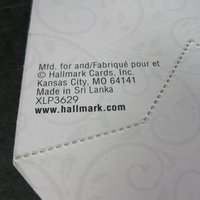 Mfd. for and/Fabriqué pour et
© Hallmark Cards, Inc.
Kansas City, MO 64141
Made in Sri Lanka
XLP3629
www.hallmark.com